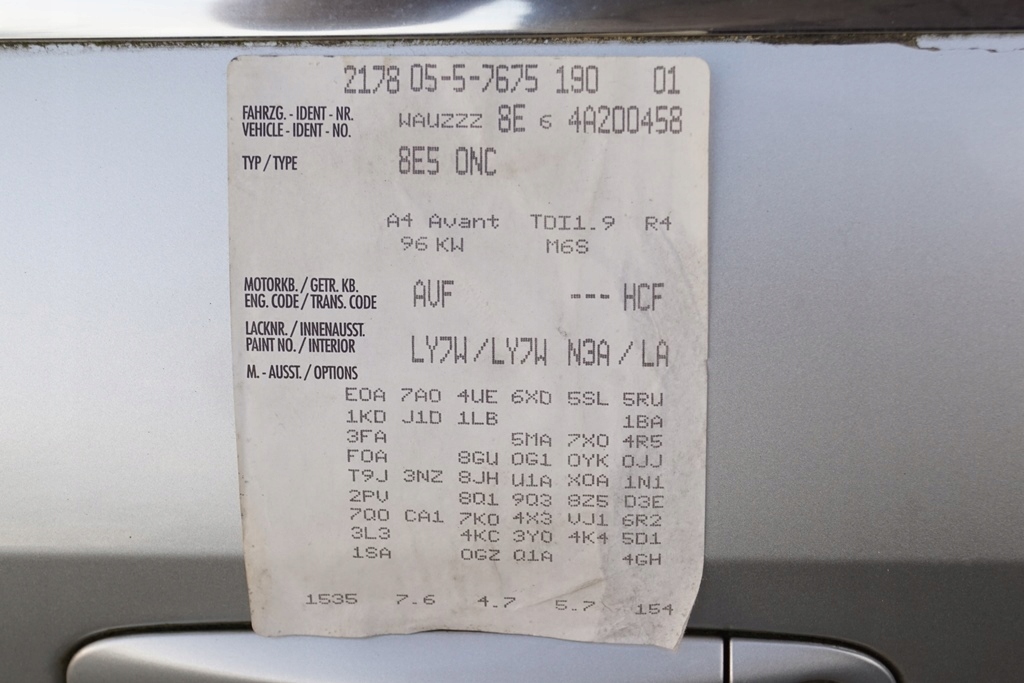 2178 05-5-7675 190 01
FAHRZG. - IDENT - NR.
VEHICLE - IDENT - NO. WAUZZZ 8E 6 4A200458
TYP / TYPE 8E5 0NC
A4 Avant TDI1.9 R4
96 KW M6S
MOTORKB. / GETR. KB.
ENG. CODE / TRANS. CODE AVF --- HCF
LACKNR. / INNENAUSST.
PAINT NO. / INTERIOR LY7W /LY7W N3A / LA
M. - AUSST. / OPTIONS
E0A 7A0 4UE 6XD 5SL 5RU
1KD J1D 1LB 1BA
3FA 5MA 7X0 4R5
F0A 8GU 0G1 0YK 0JJ
T9J 3NZ 8JH U1A X0A 1N1
2PV 8Q1 9Q3 8Z5 D3E
7Q0 CA1 7K0 4X3 VJ1 6R2
3L3 4KC 3Y0 4K4 5D1
1SA 0GZ Q1A 4GH
1535 7.6 4.7 5.7 154